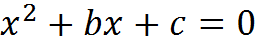 x² + bx + c = 0